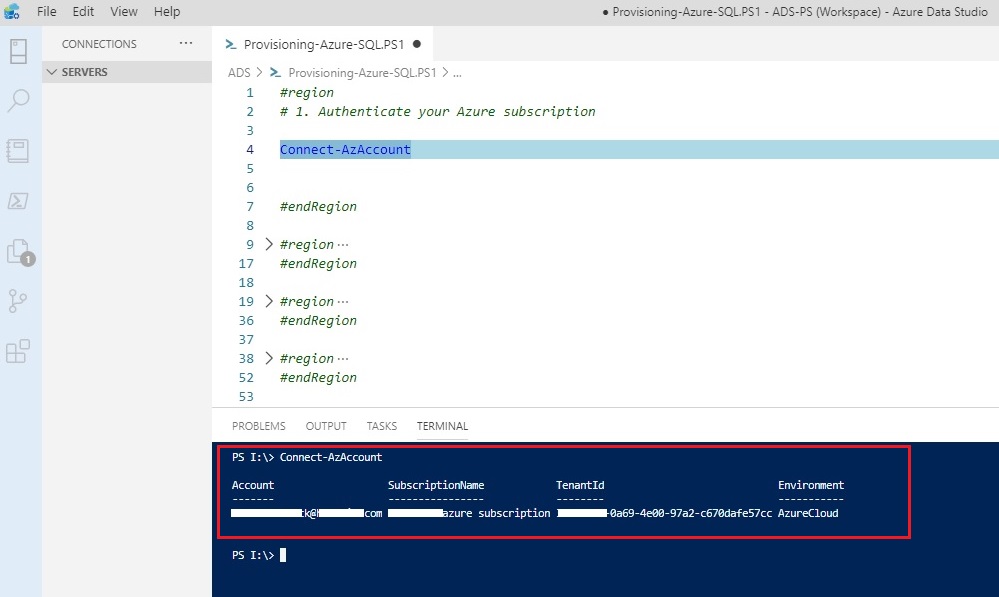 File Edit View Help
● Provisioning-Azure-SQL.PS1 - ADS-PS (Workspace) - Azure Data Studio
CONNECTIONS ···
SERVERS
1
Provisioning-Azure-SQL.PS1 ●
ADS > Provisioning-Azure-SQL.PS1 > ...
1 #region
2 # 1. Authenticate your Azure subscription
3
4 Connect-AzAccount
5
6
7 #endRegion
8
9 > #region ···
17 #endRegion
18
19 > #region ···
36 #endRegion
37
38 > #region ···
52 #endRegion
53
PROBLEMS OUTPUT TASKS TERMINAL
PS I:\> Connect-AzAccount
Account SubscriptionName TenantId Environment
------- ---------------- -------- -----------
k@ com azure subscription -0a69-4e00-97a2-c670dafe57cc AzureCloud
PS I:\>